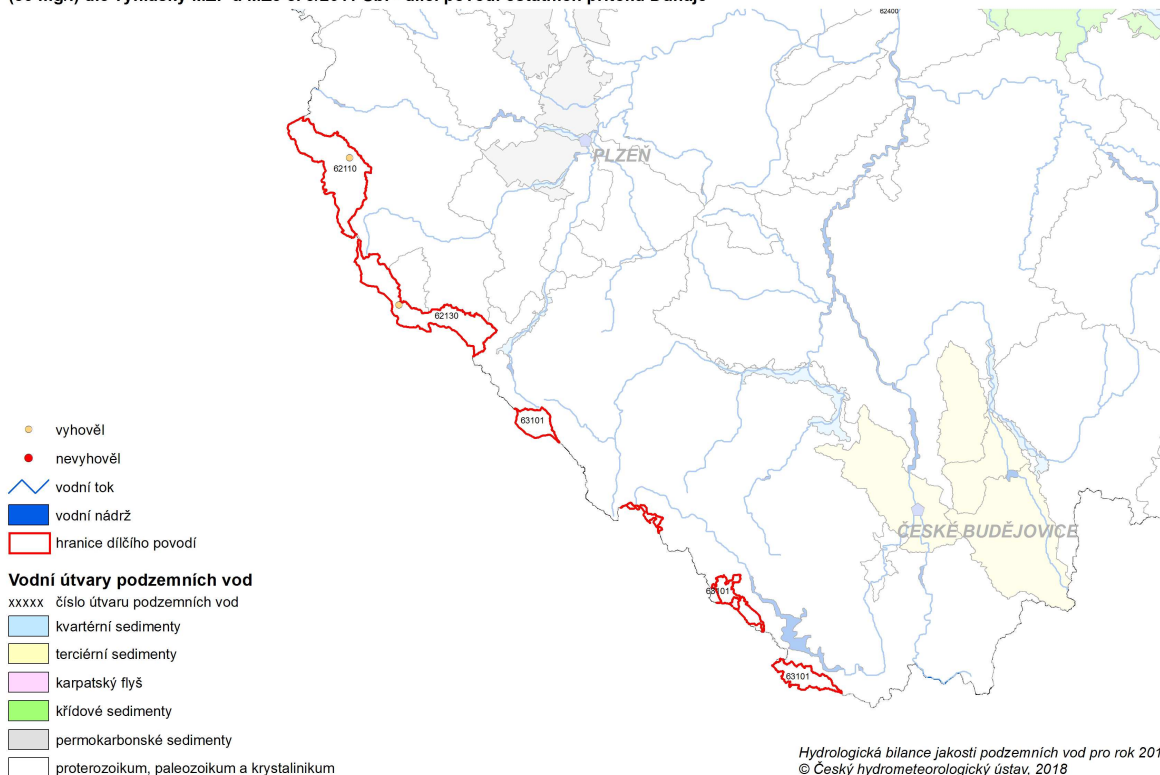 62400
PLZEŇ
62110
62130
63101
ČESKÉ BUDĚJOVICE
63101
63101
vyhověl
nevyhověl
vodní tok
vodní nádrž
hranice dílčího povodí
Vodní útvary podzemních vod
xxxxx číslo útvaru podzemních vod
kvartérní sedimenty
terciérní sedimenty
karpatský flyš
křídové sedimenty
permokarbonské sedimenty
proterozoikum, paleozoikum a krystalinikum
Hydrologická bilance jakosti podzemních vod pro rok 201
© Český hydrometeorologický ústav, 2018